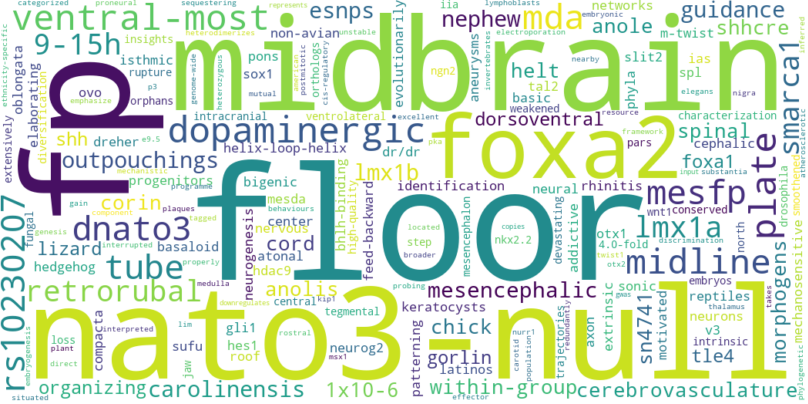 ventral-most
esnps
mda
nephew
guidance
networks
iia
lymphoblasts
categorized
proneural
sequestering
represents
embryonic
heterodimerizes
unstable
electroporation
midbrain
9-15h
insights
anole
m-twist
shhcre
non-avian
evolutionarily
aneurysms
helt
slit2
oblongata
ethnicity-specific
isthmic
rupture
pons
sox1
orthologs
ngn2
tal2
basic
phyla
ias
spl
invertebrates
nearby
elegans
nigra
inferred
smarca1
elaborating
diversification
orphans
emphasize
ovo
p3
e9.5
genome-wide
heterozygous
postmitotic
cis-regulatory
mutual
american
excellent
weakened
resource
characterization
extensively
fp
shh
dreher
intracranial
ventrolateral
dopaminergic
foxa2
dorsoventral
spinal
framework
pars
cephalic
pka
outpouchings
helix-loop-helix
dr/dr
lmx1b
foxa1
plate
progenitors
bigenic
identification
rhinitis
programme
mechanistic
corin
mesda
behaviours
neural
input
substantia
wnt1
conserved
mesfp
drosophila
smoothened
atherosclerotic
gain
plaques
tagged
center
neurogenesis
bhlh-binding
high-quality
feed-backward
mesencephalon
located
copies
step
nkx2.2
broader
devastating
addictive
otx1
4.0-fold
discrimination
north
lmx1a
rs10230207
fungal
dnato3
component
nervous
cord
floor
lizard
basaloid
atonal
hedgehog
genesis
interrupted
properly
hdac9
probing
twist1
otx2
sonic
embryos
midline
morphogens
mechanosensitive
tube
anolis
mesencephalic
reptiles
thalamus
neurons
gwas
takes
retrorubal
medulla
downregulates
central
tegmental
keratocysts
kip1
nato3-null
embryogenesis
plant
loss
compacta
lim
gli1
rostral
neurog2
patterning
chick
carotid
nurr1
population1
redundantly
axon
trajectories
extrinsic
sn4741
motivated
v3
intrinsic
tle4
phylogenetic
direct
interpreted
sufu
hes1
roof
msx1
jaw
gorlin
latinos
organizing
carolinensis
1x10-6
within-group
cerebrovasculature
situated
effector